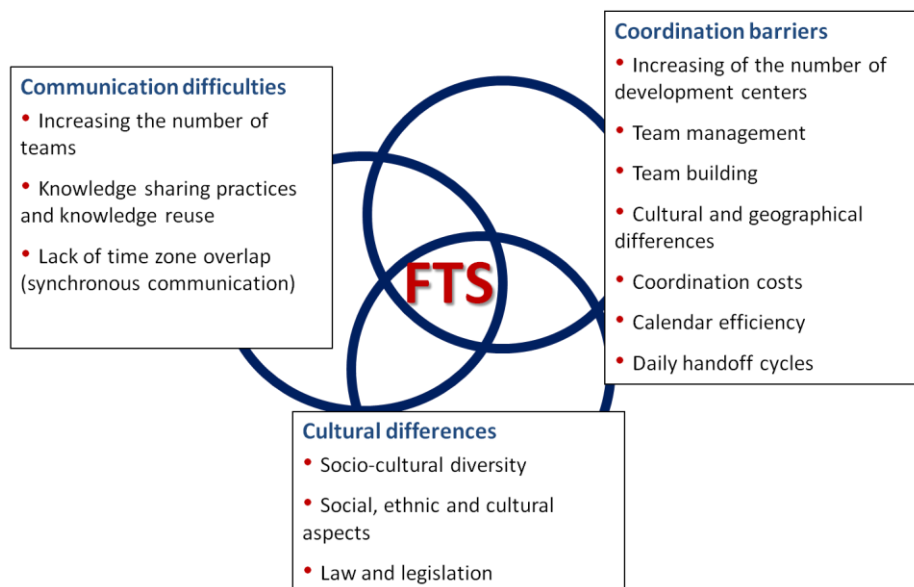 Communication difficulties
• Increasing the number of
teams
• Knowledge sharing practices
and knowledge reuse
• Lack of time zone overlap
(synchronous communication)
Coordination barriers
• Increasing of the number of
development centers
• Team management
• Team building
• Cultural and geographical
differences
• Coordination costs
• Calendar efficiency
• Daily handoff cycles
FTS
Cultural differences
• Socio-cultural diversity
• Social, ethnic and cultural
aspects
• Law and legislation